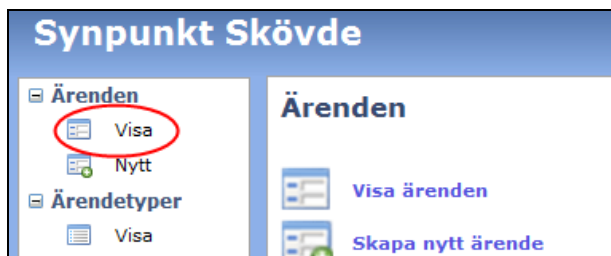 Synpunkt Skövde
Ärenden
Visa
Nytt
Ärendetyper
Visa
Ärenden
Visa ärenden
Skapa nytt ärende